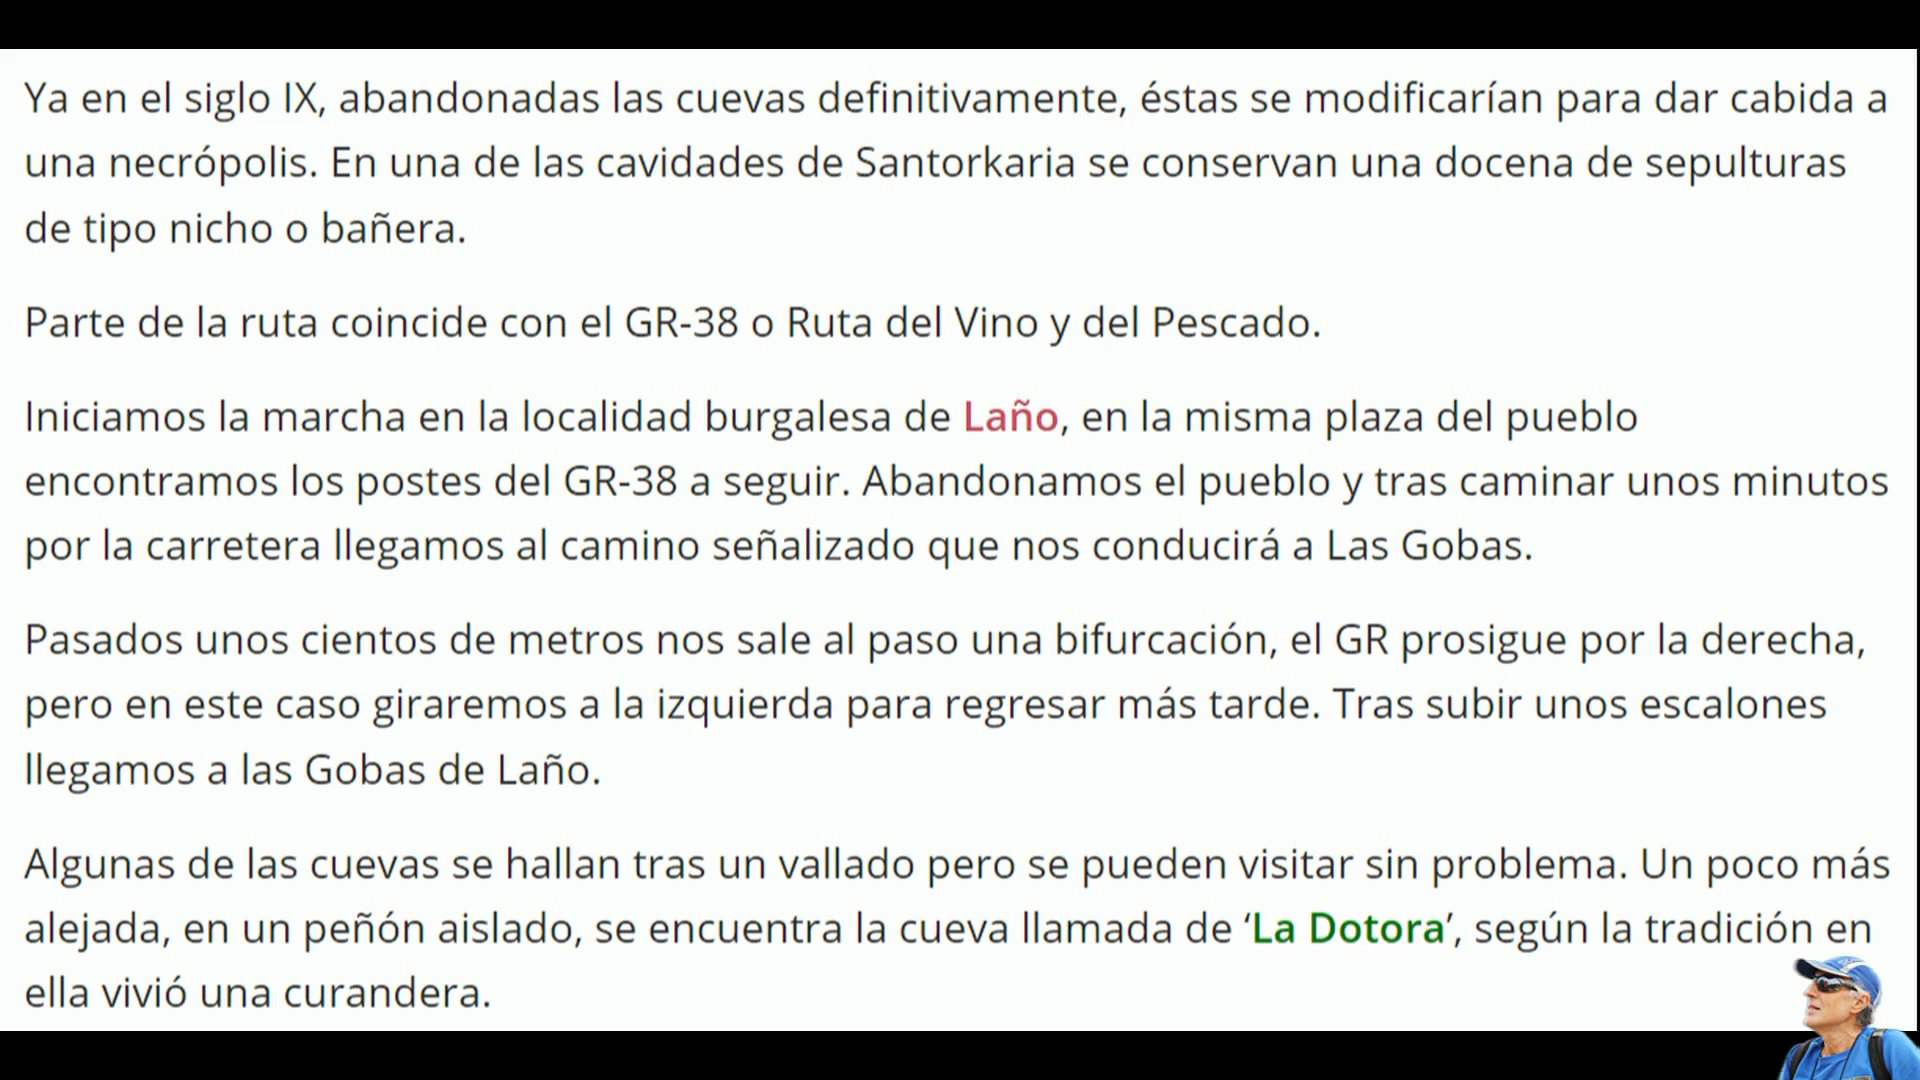 Ya en el siglo IX, abandonadas las cuevas definitivamente, éstas se modificarían para dar cabida a
una necrópolis. En una de las cavidades de Santorkaria se conservan una docena de sepulturas
de tipo nicho o bañera.
Parte de la ruta coincide con el GR-38 o Ruta del Vino y del Pescado.
Iniciamos la marcha en la localidad burgalesa de Laño, en la misma plaza del pueblo
encontramos los postes del GR-38 a seguir. Abandonamos el pueblo y tras caminar unos minutos
por la carretera llegamos al camino señalizado que nos conducirá a Las Gobas.
Pasados unos cientos de metros nos sale al paso una bifurcación, el GR prosigue por la derecha,
pero en este caso giraremos a la izquierda para regresar más tarde. Tras subir unos escalones
llegamos a las Gobas de Laño.
Algunas de las cuevas se hallan tras un vallado pero se pueden visitar sin problema. Un poco más
alejada, en un peñón aislado, se encuentra la cueva llamada de ‘La Dotora’, según la tradición en
ella vivió una curandera.